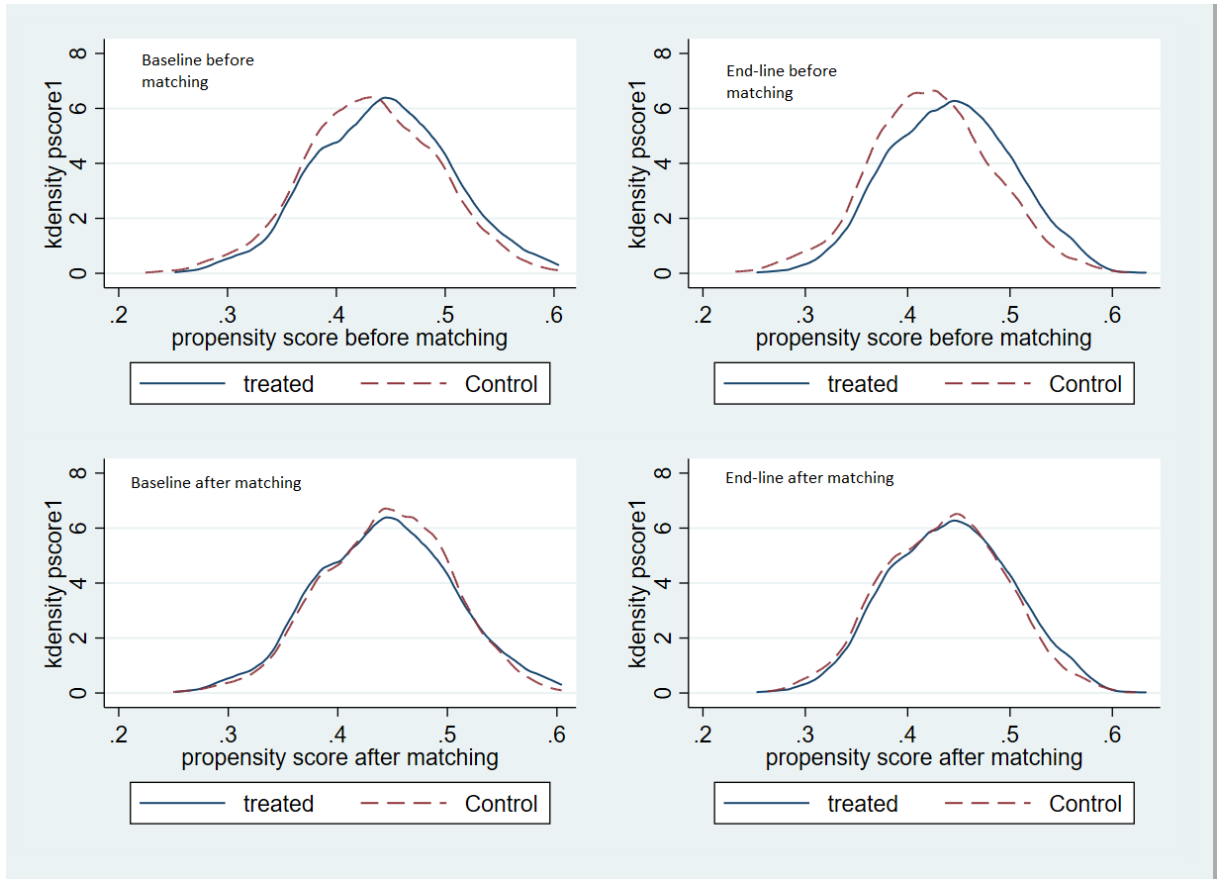 Baseline before
matching
kdensity pscore1
8
6
4
2
0
.2 .3 .4 .5 .6
propensity score before matching
treated Control
End-line before
matching
kdensity pscore1
8
6
4
2
0
.2 .3 .4 .5 .6
propensity score before matching
treated Control
Baseline after matching
kdensity pscore1
8
6
4
2
0
.2 .3 .4 .5 .6
propensity score after matching
treated Control
End-line after matching
kdensity pscore1
8
6
4
2
0
.2 .3 .4 .5 .6
propensity score after matching
treated Control